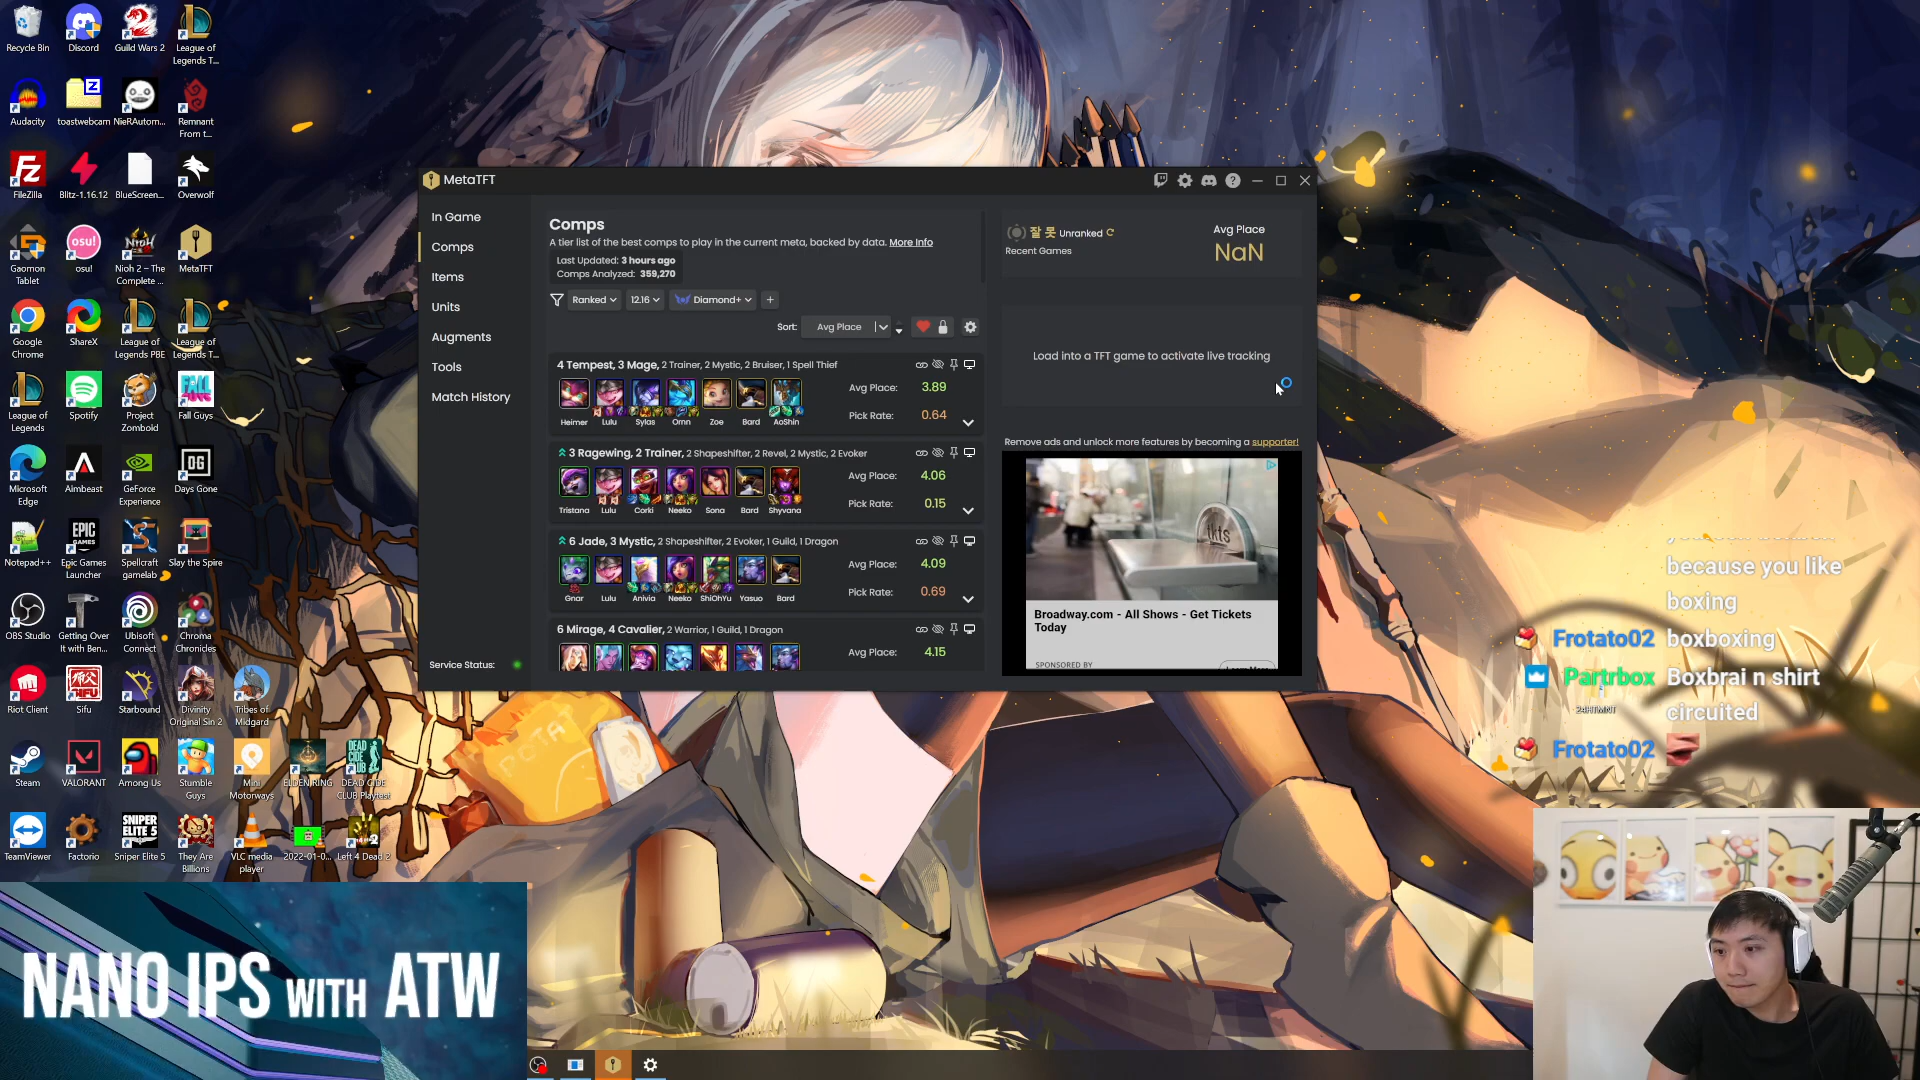 Recycle Bin
Discord
Guild Wars 2
League of
Legends T...
Audacity
toastwebcam
NieRAutom...
Remnant
From t...
FileZilla
Blitz-1.16.12
BlueScreen...
Overwolf
Gaomon
Tablet
osu!
Nioh 2 – The
Complete ...
MetaTFT
Google
Chrome
ShareX
League of
Legends PBE
League of
Legends T...
League of
Legends
Spotify
Project
Zomboid
Fall Guys
Microsoft
Edge
Aimbeast
GeForce
Experience
Days Gone
Notepad++
Epic Games
Launcher
Spellcraft
gamelab
Slay the Spire
OBS Studio
Getting Over
It with Ben...
Ubisoft
Connect
Chroma
Chronicles
Riot Client
Sifu
Starbound
Divinity
Original Sin 2
Tribes of
Midgard
Steam
VALORANT
Among Us
Stumble
Guys
Mini
Motorways
ELDEN RING
DEAD CIDE
CLUB Playtest
TeamViewer
Factorio
Sniper Elite 5
They Are
Billions
VLC media
player
2022-01-0...
Left 4 Dead 2
MetaTFT
In Game
Comps
Items
Units
Augments
Tools
Match History
Service Status:
Comps
A tier list of the best comps to play in the current meta, backed by data. More Info
Last Updated: 3 hours ago
Comps Analyzed: 359,270
Ranked
12.16
Diamond+
+
Sort:
Avg Place
4 Tempest, 3 Mage, 2 Trainer, 2 Mystic, 2 Bruiser, 1 Spell Thief
Heimer Lulu Sylas Ornn Zoe Bard AoShin
Avg Place: 3.89
Pick Rate: 0.64
3 Ragewing, 2 Trainer, 2 Shapeshifter, 2 Revel, 2 Mystic, 2 Evoker
Tristana Lulu Corki Neeko Sona Bard Shyvana
Avg Place: 4.06
Pick Rate: 0.15
6 Jade, 3 Mystic, 2 Shapeshifter, 2 Evoker, 1 Guild, 1 Dragon
Gnar Lulu Anivia Neeko ShiOhYu Yasuo Bard
Avg Place: 4.09
Pick Rate: 0.69
6 Mirage, 4 Cavalier, 2 Warrior, 1 Guild, 1 Dragon
Avg Place: 4.15
잘 못 Unranked
Recent Games
Avg Place
NaN
Load into a TFT game to activate live tracking
Remove ads and unlock more features by becoming a supporter!
tkts
Broadway.com - All Shows - Get Tickets
Today
SPONSORED BY
because you like
boxing
Frotato02 boxboxing
Partrbox Boxbrai n shirt
circuited
Frotato02
NANO IPS WITH ATW